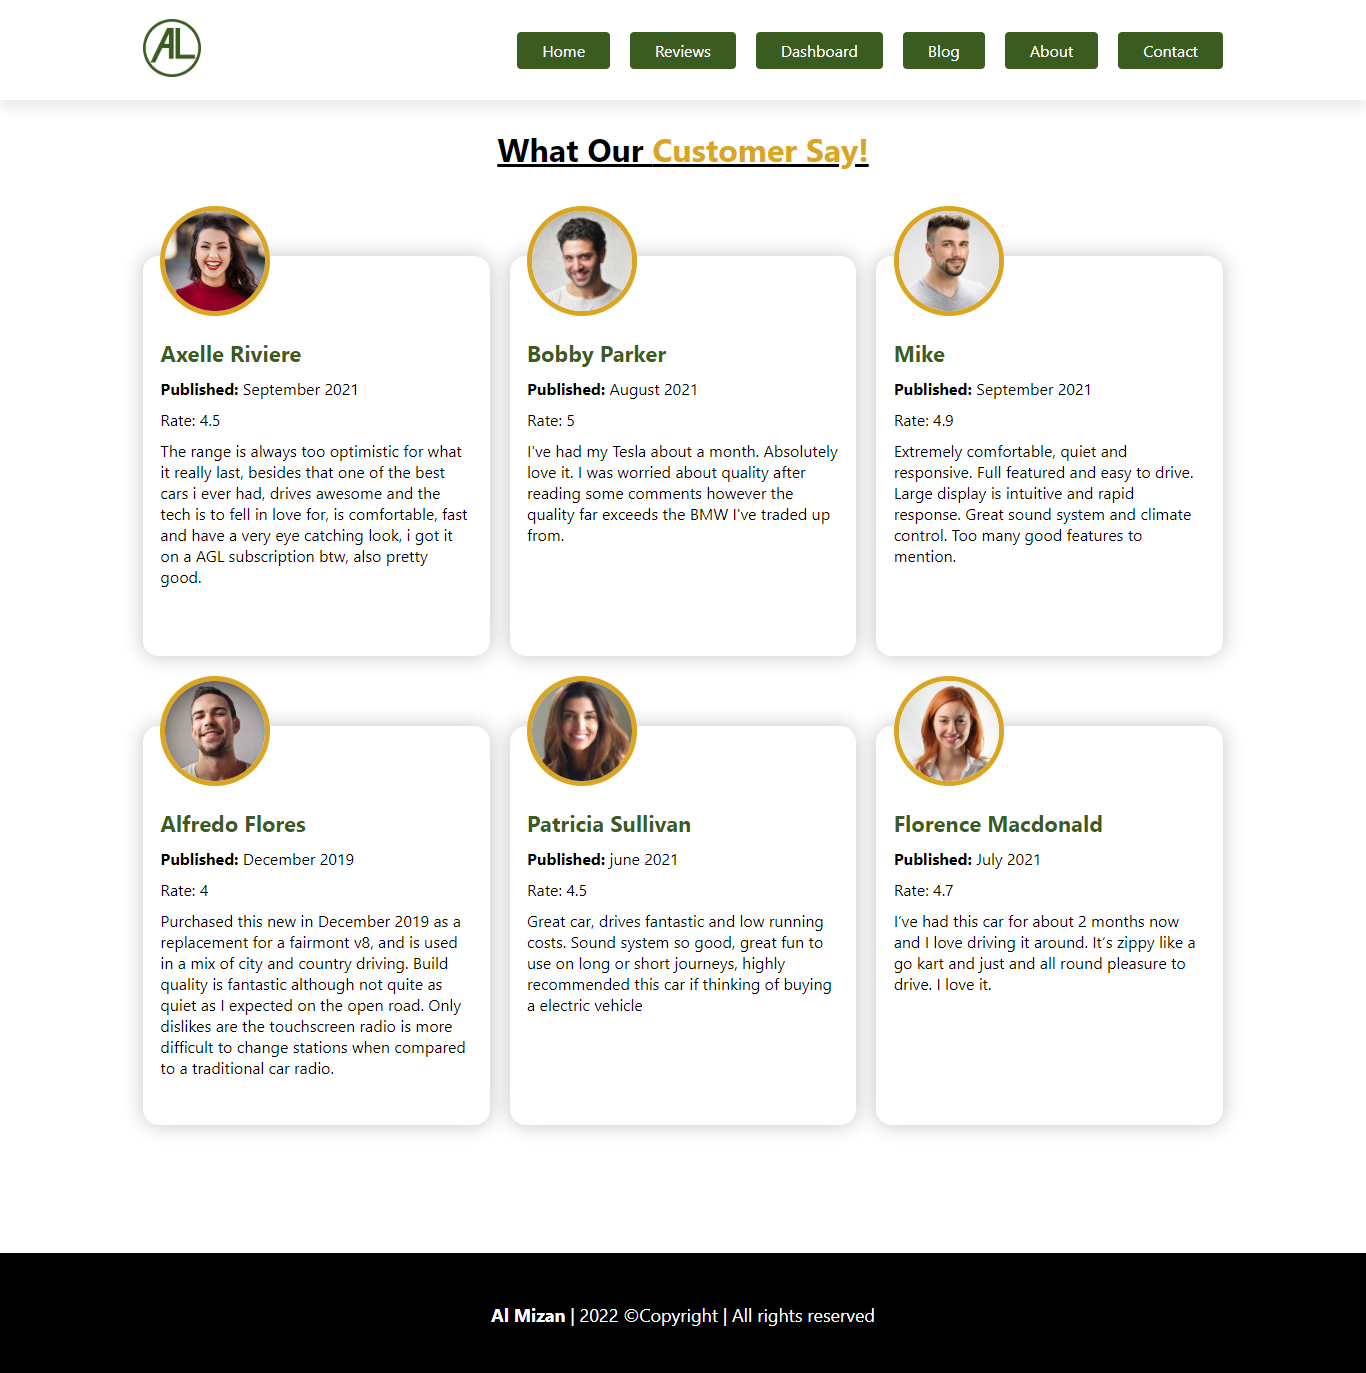 AL
Home Reviews Dashboard Blog About Contact
What Our Customer Say!
Axelle Riviere
Published: September 2021
Rate: 4.5
The range is always too optimistic for what
it really last, besides that one of the best
cars i ever had, drives awesome and the
tech is to fell in love for, is comfortable, fast
and have a very eye catching look, i got it
on a AGL subscription btw, also pretty
good.
Bobby Parker
Published: August 2021
Rate: 5
I've had my Tesla about a month. Absolutely
love it. I was worried about quality after
reading some comments however the
quality far exceeds the BMW I've traded up
from.
Mike
Published: September 2021
Rate: 4.9
Extremely comfortable, quiet and
responsive. Full featured and easy to drive.
Large display is intuitive and rapid
response. Great sound system and climate
control. Too many good features to
mention.
Alfredo Flores
Published: December 2019
Rate: 4
Purchased this new in December 2019 as a
replacement for a fairmont v8, and is used
in a mix of city and country driving. Build
quality is fantastic although not quite as
quiet as I expected on the open road. Only
dislikes are the touchscreen radio is more
difficult to change stations when compared
to a traditional car radio.
Patricia Sullivan
Published: june 2021
Rate: 4.5
Great car, drives fantastic and low running
costs. Sound system so good, great fun to
use on long or short journeys, highly
recommended this car if thinking of buying
a electric vehicle
Florence Macdonald
Published: July 2021
Rate: 4.7
I’ve had this car for about 2 months now
and I love driving it around. It’s zippy like a
go kart and just and all round pleasure to
drive. I love it.
Al Mizan | 2022 ©Copyright | All rights reserved